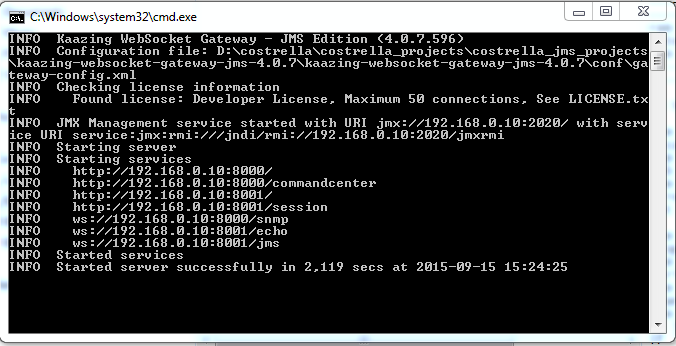 C:\Windows\system32\cmd.exe
INFO  Kaazing WebSocket Gateway - JMS Edition (4.0.7.596)
INFO  Configuration file: D:\costrella\costrella_projects\costrella_jms_projects
\kaazing-websocket-gateway-jms-4.0.7\kaazing-websocket-gateway-jms-4.0.7\conf\ga
teway-config.xml
INFO  Checking license information
INFO    Found license: Developer License, Maximum 50 connections, See LICENSE.tx
t
INFO  JMX Management service started with URI jmx://192.168.0.10:2020/ with serv
ice URI service:jmx:rmi:///jndi/rmi://192.168.0.10:2020/jmxrmi
INFO  Starting server
INFO  Starting services
INFO    http://192.168.0.10:8000/
INFO    http://192.168.0.10:8000/commandcenter
INFO    http://192.168.0.10:8001/
INFO    http://192.168.0.10:8001/session
INFO    ws://192.168.0.10:8000/snmp
INFO    ws://192.168.0.10:8001/echo
INFO    ws://192.168.0.10:8001/jms
INFO  Started services
INFO  Started server successfully in 2,119 secs at 2015-09-15 15:24:25